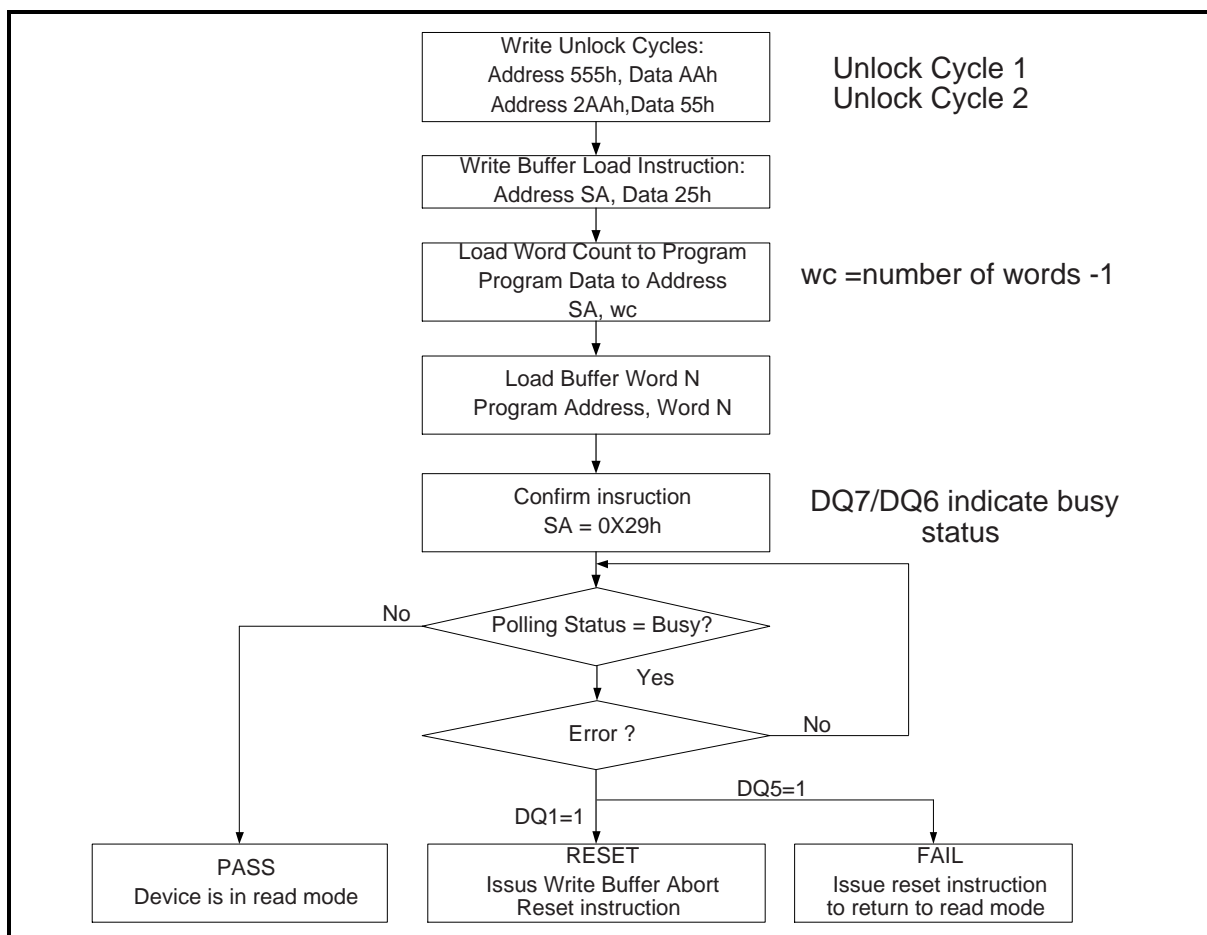 Write Unlock Cycles:
Address 555h, Data AAh
Address 2AAh,Data 55h
Unlock Cycle 1
Unlock Cycle 2
Write Buffer Load Instruction:
Address SA, Data 25h
Load Word Count to Program
Program Data to Address
SA, wc
wc =number of words -1
Load Buffer Word N
Program Address, Word N
Confirm insruction
SA = 0X29h
DQ7/DQ6 indicate busy
status
No
Polling Status = Busy?
Yes
Error ?
No
DQ5=1
DQ1=1
PASS
Device is in read mode
RESET
Issus Write Buffer Abort
Reset instruction
FAIL
Issue reset instruction
to return to read mode